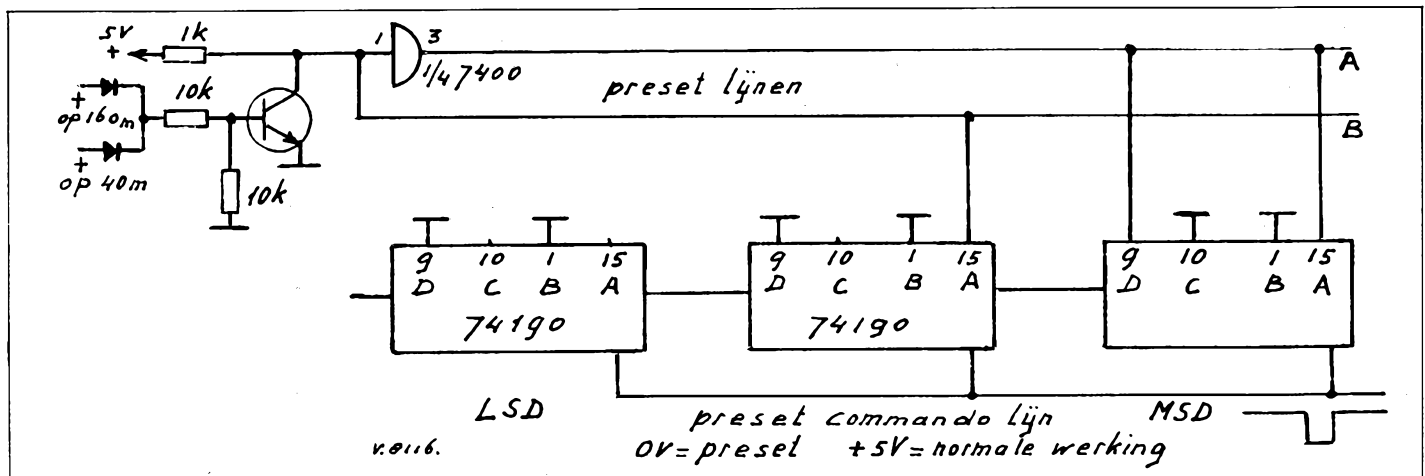 5V 1k 1 3
+ 1/4 7400 A
preset lijnen
+ 10k B
op 160m
+
op 40m 10k
9 10 1 15 9 10 1 15 9 10 1 15
D C B A D C B A D C B A
74190 74190
LSD preset commando lijn MSD
v.0116. 0V = preset +5V = normale werking